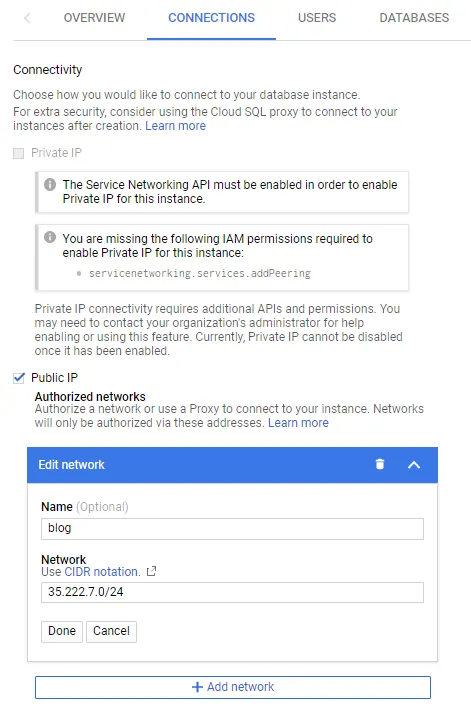 OVERVIEW CONNECTIONS USERS DATABASES
Connectivity
Choose how you would like to connect to your database instance.
For extra security, consider using the Cloud SQL proxy to connect to your
instances after creation. Learn more
Private IP
The Service Networking API must be enabled in order to enable
Private IP for this instance.
You are missing the following IAM permissions required to
enable Private IP for this instance:
• servicenetworking.services.addPeering
Private IP connectivity requires additional APIs and permissions. You
may need to contact your organization's administrator for help
enabling or using this feature. Currently, Private IP cannot be disabled
once it has been enabled.
Public IP
Authorized networks
Authorize a network or use a Proxy to connect to your instance. Networks
will only be authorized via these addresses. Learn more
Edit network
Name (Optional)
blog
Network
Use CIDR notation.
35.222.7.0/24
Done Cancel
+ Add network